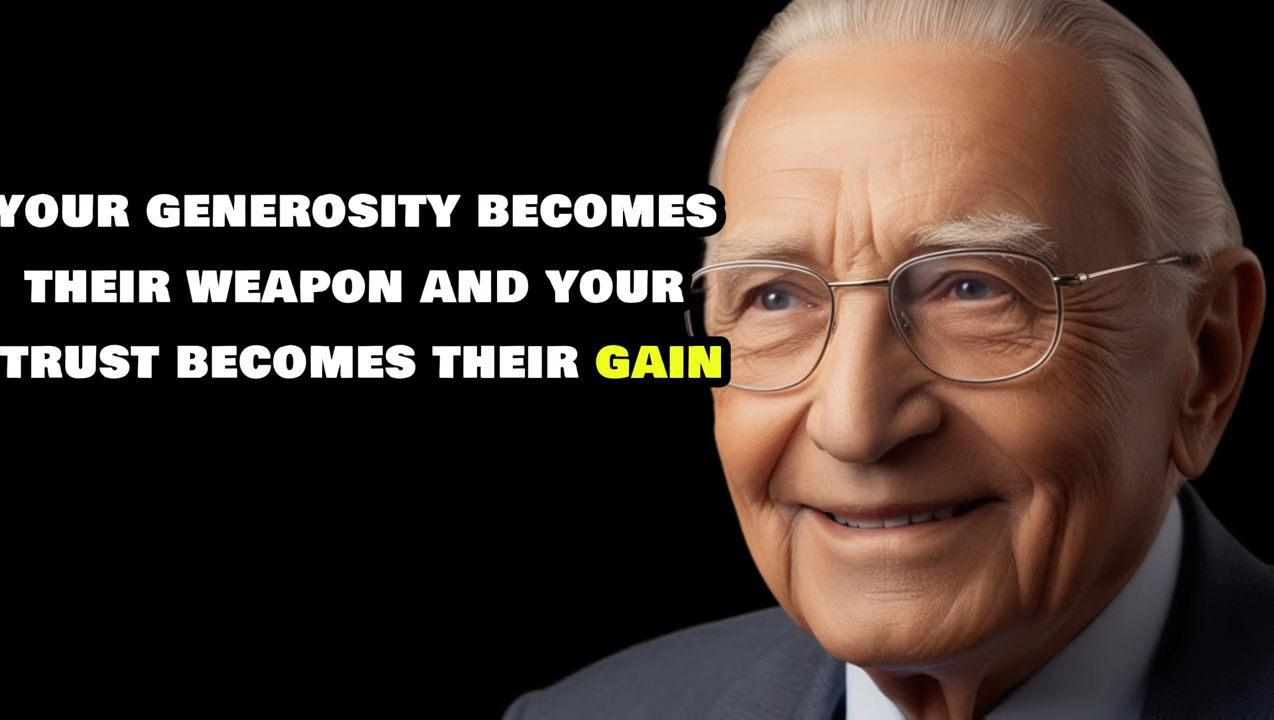 YOUR GENEROSITY BECOMES
THEIR WEAPON AND YOUR
TRUST BECOMES THEIR GAIN